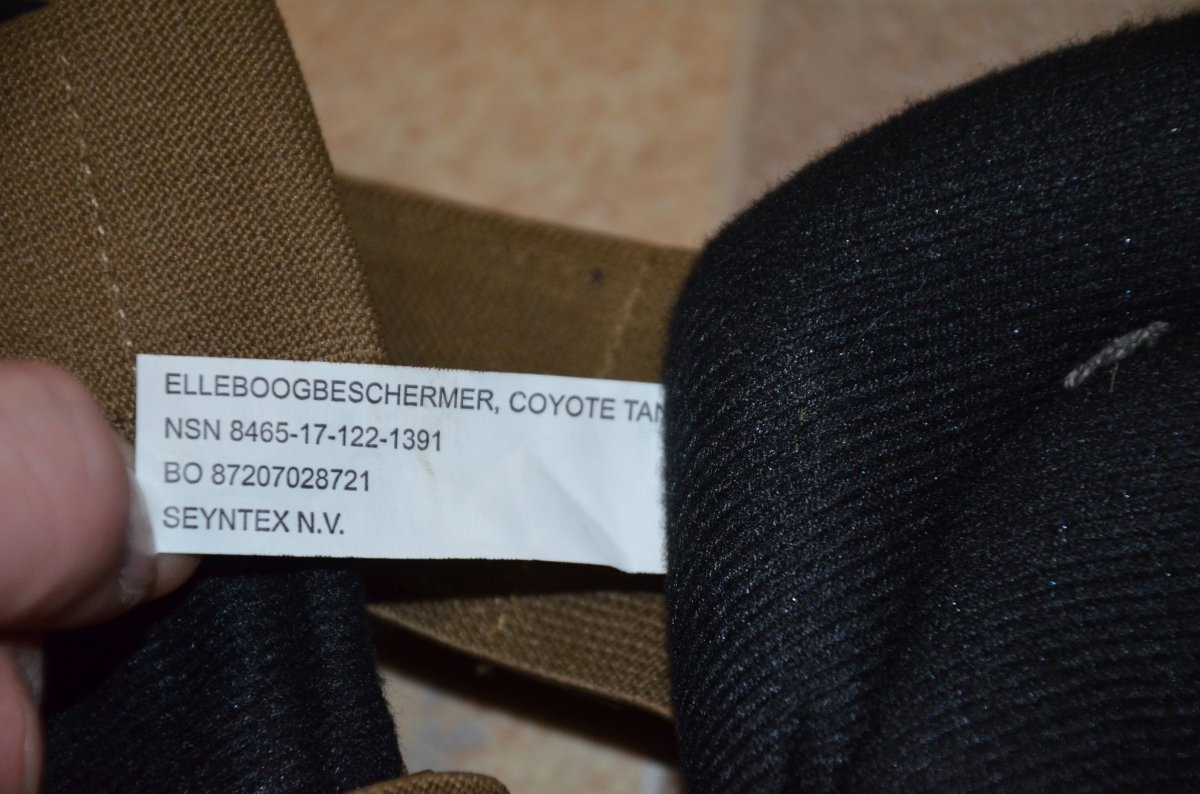 ELLEBOOGBESCHERMER, COYOTE TAN
NSN 8465-17-122-1391
BO 87207028721
SEYNTEX N.V.